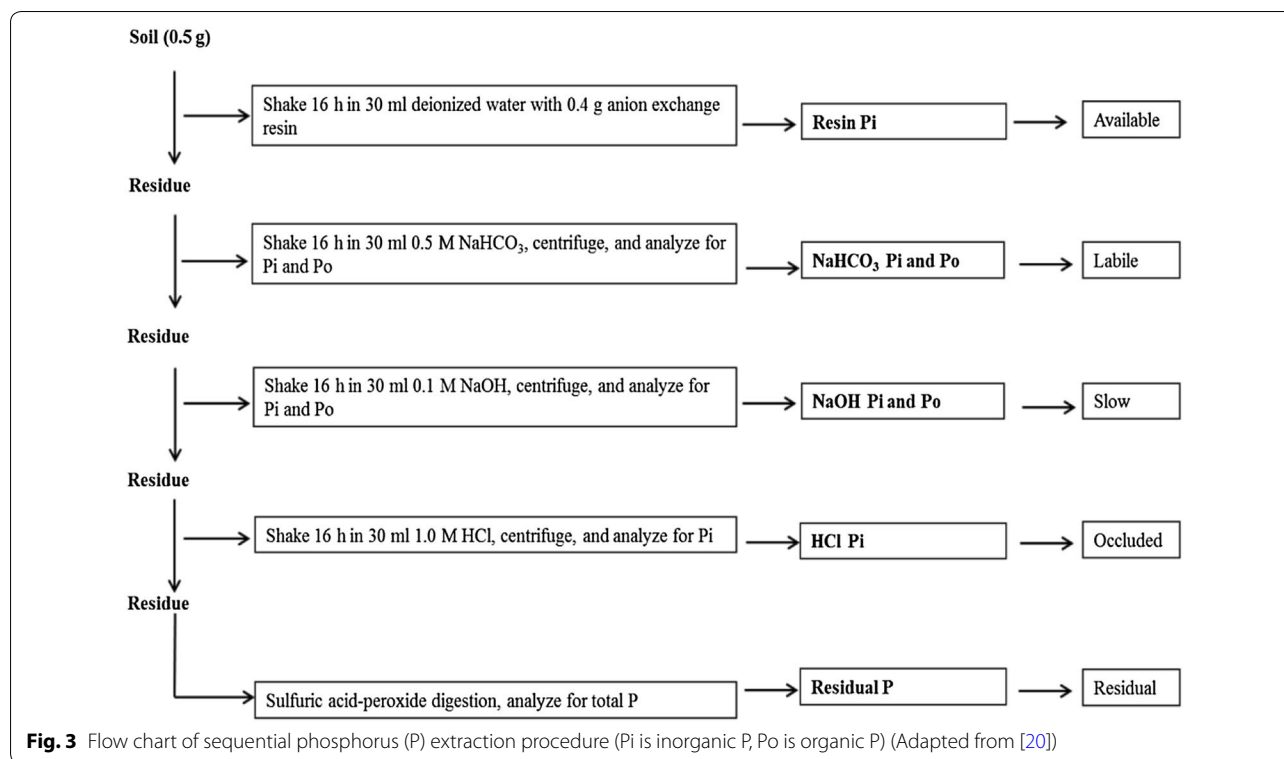 Soil (0.5 g)
Shake 16 h in 30 ml deionized water with 0.4 g anion exchange
resin
Resin Pi
Available
Residue
Shake 16 h in 30 ml 0.5 M NaHCO₃, centrifuge, and analyze for
Pi and Po
NaHCO₃ Pi and Po
Labile
Residue
Shake 16 h in 30 ml 0.1 M NaOH, centrifuge, and analyze for
Pi and Po
NaOH Pi and Po
Slow
Residue
Shake 16 h in 30 ml 1.0 M HCl, centrifuge, and analyze for Pi
HCl Pi
Occluded
Residue
Sulfuric acid-peroxide digestion, analyze for total P
Residual P
Residual
Fig. 3 Flow chart of sequential phosphorus (P) extraction procedure (Pi is inorganic P, Po is organic P) (Adapted from [20])